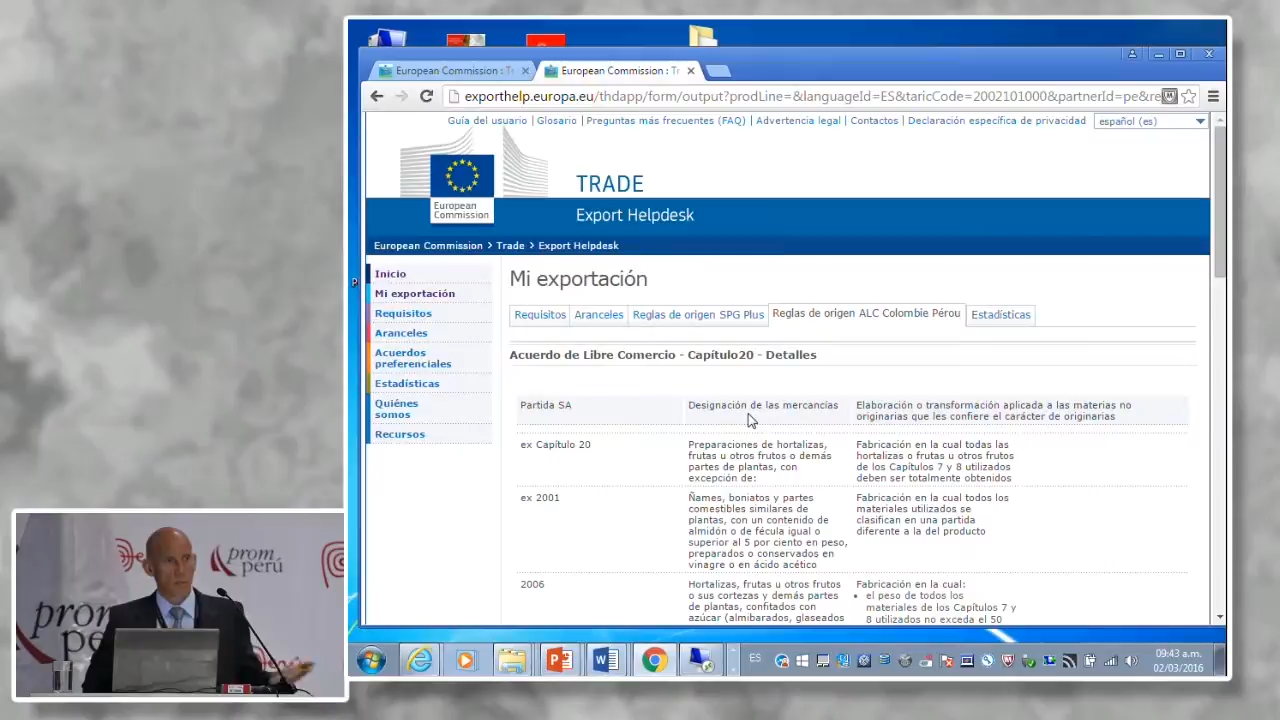 European Commission : Tr
European Commission : Tr
exporthelp.europa.eu/thdapp/form/output?prodLine=&languageId=ES&taricCode=2002101000&partnerId=pe&re
Guía del usuario | Glosario | Preguntas más frecuentes (FAQ) | Advertencia legal | Contactos | Declaración específica de privacidad
español (es)
European
Commission
TRADE
Export Helpdesk
European Commission > Trade > Export Helpdesk
Inicio
Mi exportación
Requisitos
Aranceles
Acuerdos
preferenciales
Estadísticas
Quiénes
somos
Recursos
Mi exportación
Requisitos
Aranceles
Reglas de origen SPG Plus
Reglas de origen ALC Colombie Pérou
Estadísticas
Acuerdo de Libre Comercio - Capítulo20 - Detalles
Partida SA
Designación de las mercancías
Elaboración o transformación aplicada a las materias no
originarias que les confiere el carácter de originarias
ex Capítulo 20
Preparaciones de hortalizas,
frutas u otros frutos o demás
partes de plantas, con
excepción de:
Fabricación en la cual todas las
hortalizas o frutas u otros frutos
de los Capítulos 7 y 8 utilizados
deben ser totalmente obtenidos
ex 2001
Ñames, boniatos y partes
comestibles similares de
plantas, con un contenido de
almidón o de fécula igual o
superior al 5 por ciento en peso,
preparados o conservados en
vinagre o en ácido acético
Fabricación en la cual todos los
materiales utilizados se
clasifican en una partida
diferente a la del producto
2006
Hortalizas, frutas u otros frutos
o sus cortezas y demás partes
de plantas, confitados con
azúcar (almibarados, glaseados
Fabricación en la cual:
• el peso de todos los
materiales de los Capítulos 7 y
8 utilizados no exceda el 50
ES
09:43 a.m.
02/03/2016
prom
perú
prom
perú